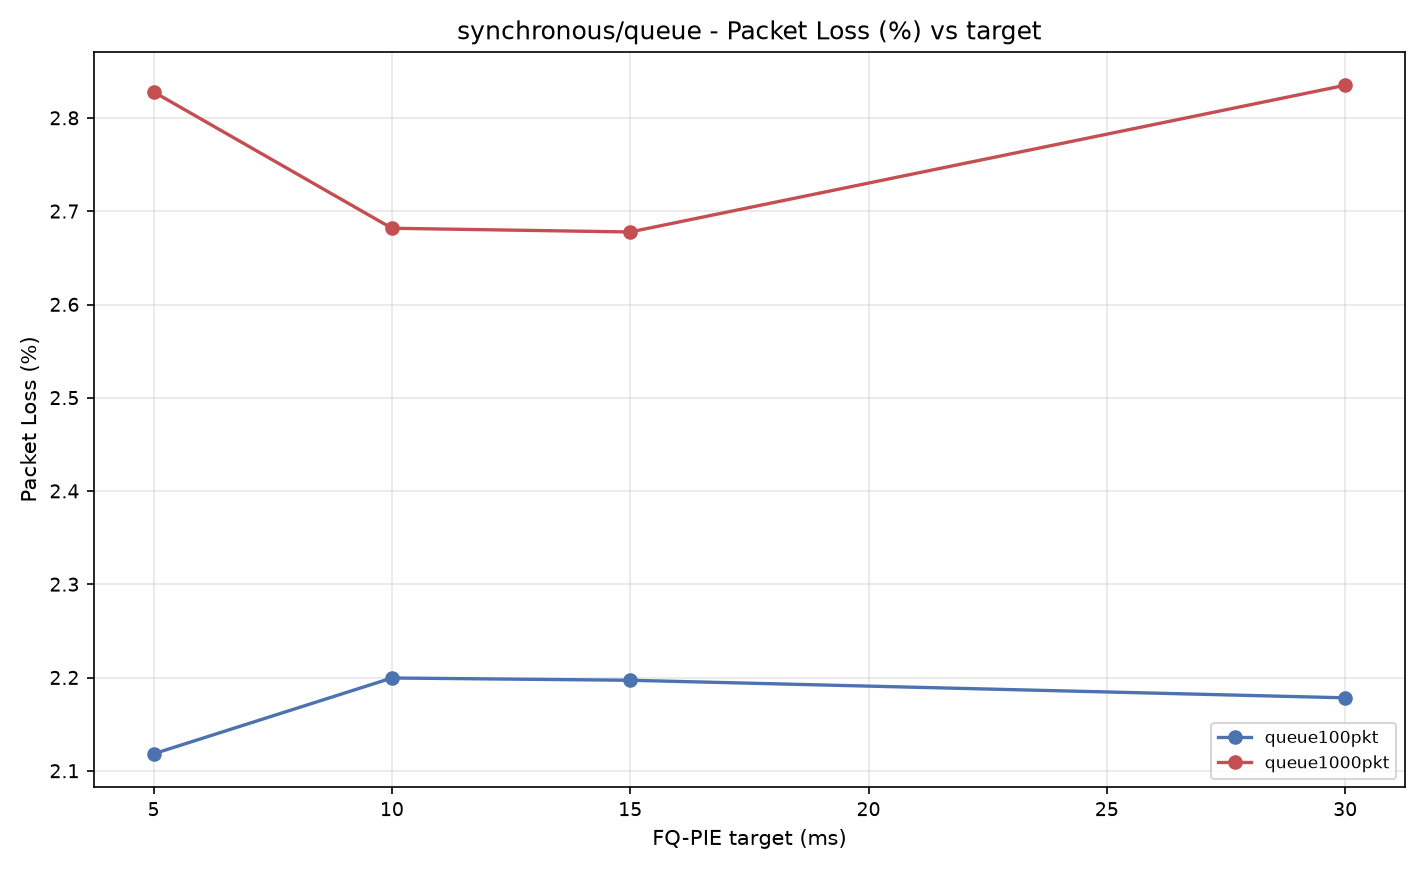 synchronous/queue - Packet Loss (%) vs target
Packet Loss (%)
2.8
2.7
2.6
2.5
2.4
2.3
2.2
2.1
5
10
15
20
25
30
FQ-PIE target (ms)
queue100pkt
queue1000pkt